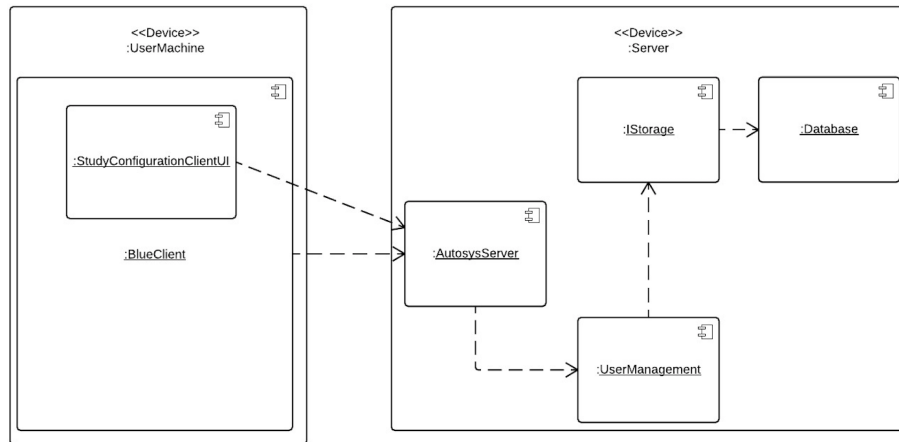 <<Device>>
:UserMachine
:StudyConfigurationClientUI
:BlueClient
<<Device>>
:Server
:IStorage
:Database
:AutosysServer
:UserManagement